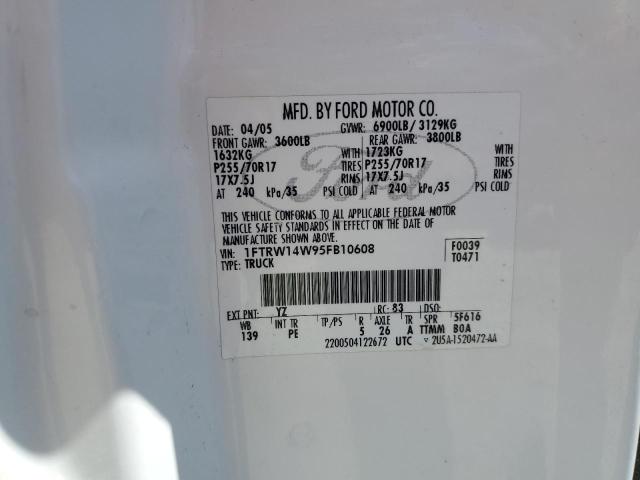 MFD. BY FORD MOTOR CO.
DATE: 04/05 GVWR: 6900LB/ 3129KG
FRONT GAWR: 3600LB REAR GAWR: 3800LB
1632KG WITH 1723KG WITH
P255/70R17 TIRES P255/70R17 TIRES
17X7.5J RIMS 17X7.5J RIMS
AT 240 kPa/35 PSI COLD AT 240 kPa/35 PSI COLD
Ford
THIS VEHICLE CONFORMS TO ALL APPLICABLE FEDERAL MOTOR
VEHICLE SAFETY STANDARDS IN EFFECT ON THE DATE OF
MANUFACTURE SHOWN ABOVE.
VIN: 1FTRW14W95FB10608 F0039
TYPE: TRUCK T0471
EXT PNT: YZ RC: 83 DSO:
WB INT TR TP/PS R AXLE TR SPR 5F616
139 PE 5 26 A TTMM BOA
2200504122672 UTC ▽ 2U5A-1520472-AA